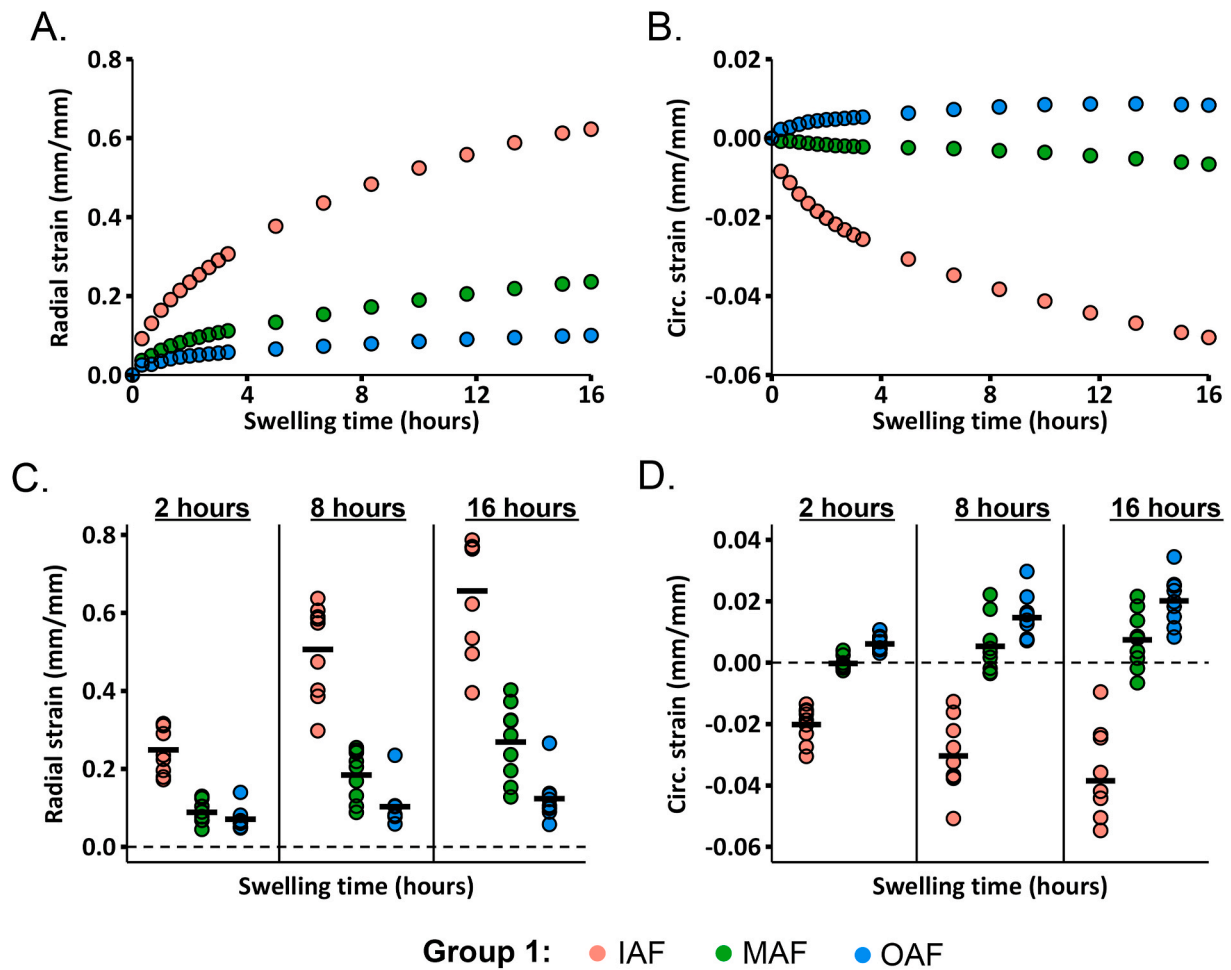 A.
B.
0.8
0.6
0.4
0.2
0.0
Radial strain (mm/mm)
0 4 8 12 16
Swelling time (hours)
0.02
0.00
-0.02
-0.04
-0.06
Circ. strain (mm/mm)
0 4 8 12 16
Swelling time (hours)
C.
D.
2 hours 8 hours 16 hours
0.8
0.6
0.4
0.2
0.0
Radial strain (mm/mm)
Swelling time (hours)
2 hours 8 hours 16 hours
0.04
0.02
0.00
-0.02
-0.04
-0.06
Circ. strain (mm/mm)
Swelling time (hours)
Group 1: IAF MAF OAF